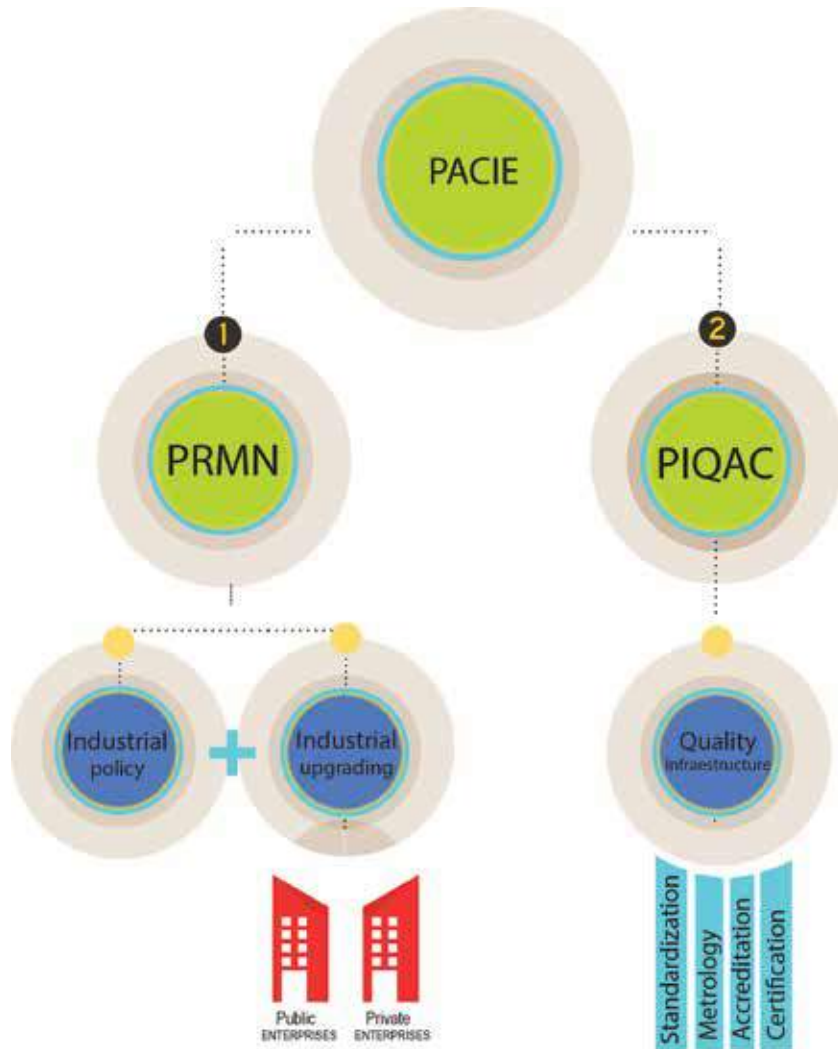 PACIE
1
2
PRMN
PIQAC
Industrial
policy
Industrial
upgrading
Quality
infraestructure
Public
ENTERPRISES
Private
ENTERPRISES
Standardization
Metrology
Accreditation
Certification